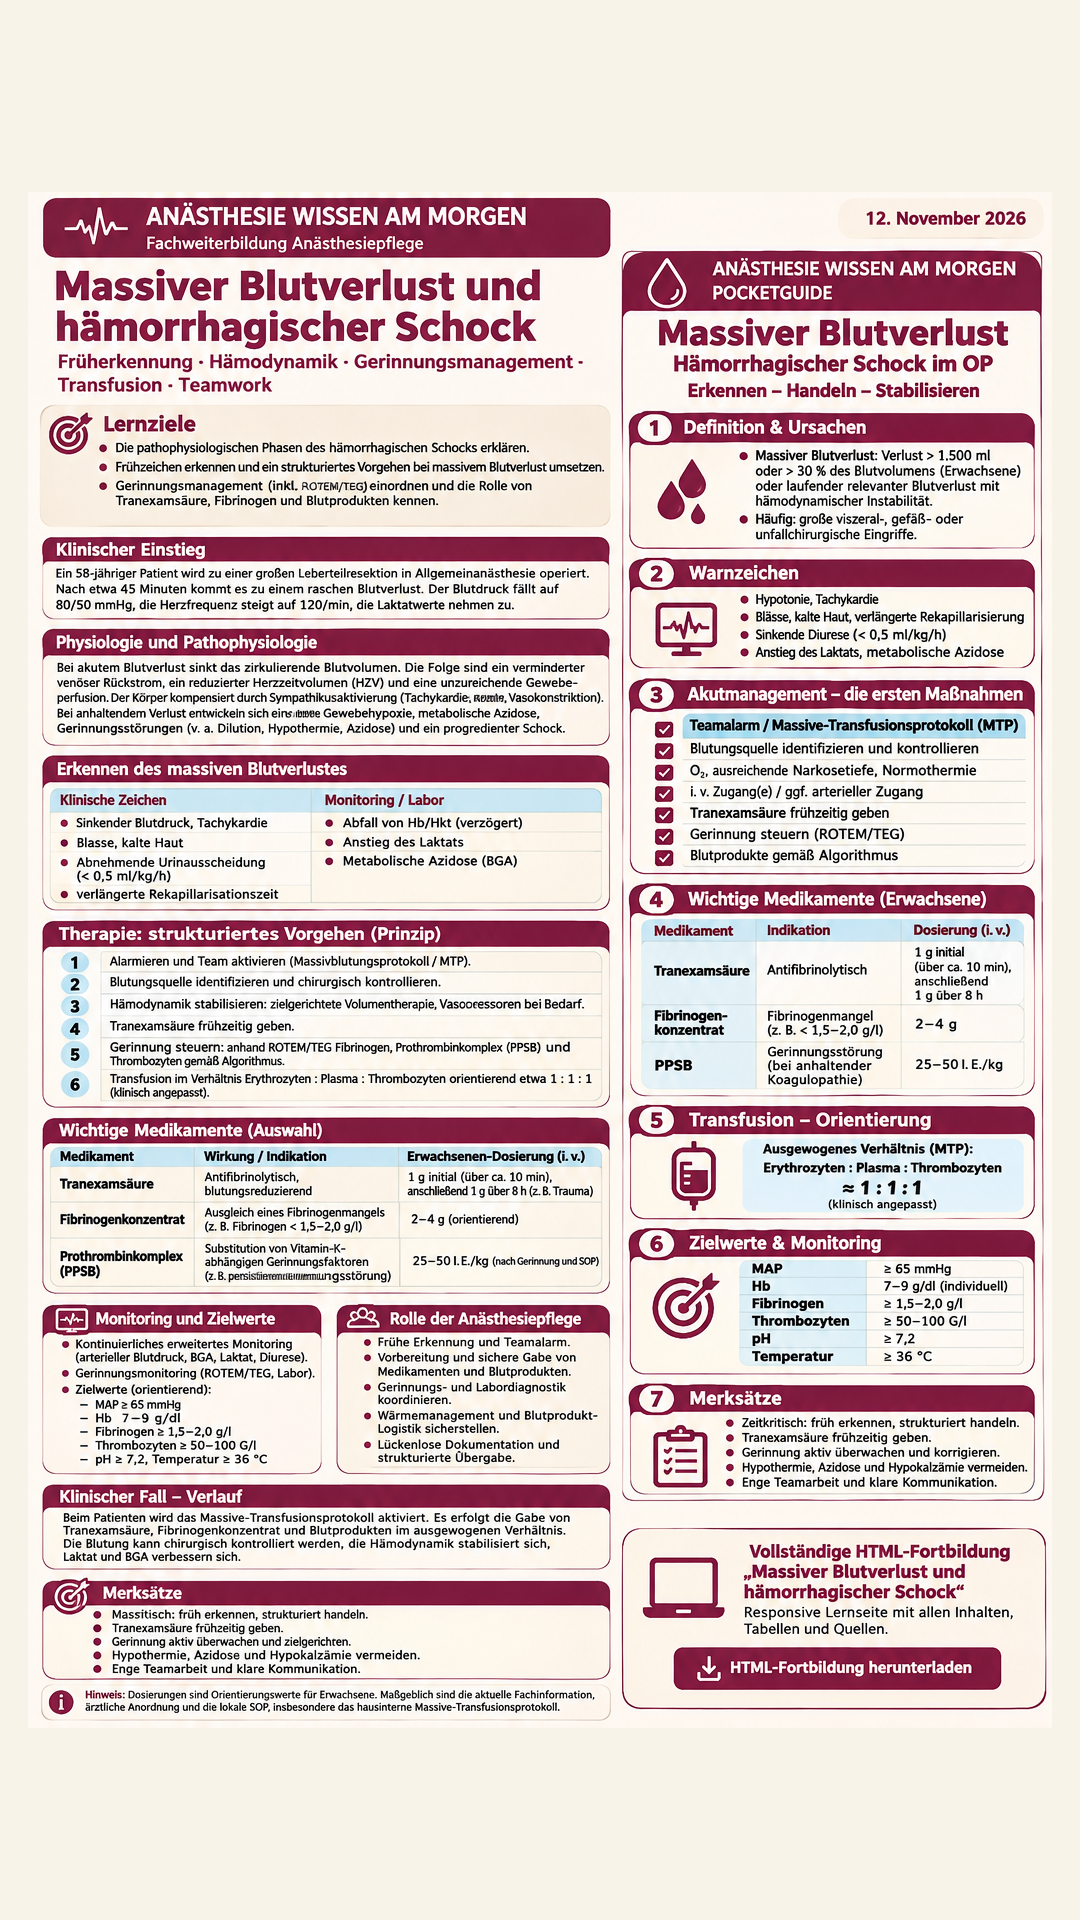 ANÄSTHESIE WISSEN AM MORGEN
Fachweiterbildung Anästhesiepflege
Massiver Blutverlust und
hämorrhagischer Schock
Früherkennung · Hämodynamik · Gerinnungsmanagement ·
Transfusion · Teamwork
Lernziele
• Die pathophysiologischen Phasen des hämorrhagischen Schocks erklären.
• Frühzeichen erkennen und ein strukturiertes Vorgehen bei massivem Blutverlust umsetzen.
• Gerinnungsmanagement (inkl. ROTEM/TEG) einordnen und die Rolle von
Tranexamsäure, Fibrinogen und Blutprodukten kennen.
Klinischer Einstieg
Ein 58-jähriger Patient wird zu einer großen Leberteilresektion in Allgemeinanästhesie operiert.
Nach etwa 45 Minuten kommt es zu einem raschen Blutverlust. Der Blutdruck fällt auf
80/50 mmHg, die Herzfrequenz steigt auf 120/min, die Laktatwerte nehmen zu.
Physiologie und Pathophysiologie
Bei akutem Blutverlust sinkt das zirkulierende Blutvolumen. Die Folge sind ein verminderter
venöser Rückstrom, ein reduzierter Herzzeitvolumen (HZV) und eine unzureichende Gewebe-
perfusion. Der Körper kompensiert durch Sympathikusaktivierung (Tachykardie, Vasokonstriktion).
Bei anhaltendem Verlust entwickeln sich Gewebehypoxie, metabolische Azidose,
Gerinnungsstörungen (v. a. Dilution, Hypothermie, Azidose) und ein progredienter Schock.
Erkennen des massiven Blutverlustes
Klinische Zeichen
Monitoring / Labor
• Sinkender Blutdruck, Tachykardie
• Abfall von Hb/Hkt (verzögert)
• Blasse, kalte Haut
• Anstieg des Laktats
• Abnehmende Urinausscheidung
(< 0,5 ml/kg/h)
• Metabolische Azidose (BGA)
• verlängerte Rekapillarisationszeit
Therapie: strukturiertes Vorgehen (Prinzip)
1 Alarmieren und Team aktivieren (Massivblutungsprotokoll / MTP).
2 Blutungsquelle identifizieren und chirurgisch kontrollieren.
3 Hämodynamik stabilisieren: zielgerichtete Volumentherapie, Vasooressoren bei Bedarf.
4 Tranexamsäure frühzeitig geben.
5 Gerinnung steuern: anhand ROTEM/TEG Fibrinogen, Prothrombinkomplex (PPSB) und
Thrombozyten gemäß Algorithmus.
6 Transfusion im Verhältnis Erythrozyten : Plasma : Thrombozyten orientierend etwa 1 : 1 : 1
(klinisch angepasst).
Wichtige Medikamente (Auswahl)
Medikament
Wirkung / Indikation
Erwachsenen-Dosierung (i. v.)
Tranexamsäure
Antifibrinolytisch,
blutungsreduzierend
1 g initial (über ca. 10 min),
anschließend 1 g über 8 h (z. B. Trauma)
Fibrinogenkonzentrat
Ausgleich eines Fibrinogenmangels
(z. B. Fibrinogen < 1,5–2,0 g/l)
2–4 g (orientierend)
Prothrombinkomplex
(PPSB)
Substitution von Vitamin-K-
abhängigen Gerinnungsfaktoren
(z. B.
25–50 I. E./kg (nach Gerinnung und SOP)
Monitoring und Zielwerte
• Kontinuierliches erweitertes Monitoring
(arterieller Blutdruck, BGA, Laktat, Diurese).
• Gerinnungsmonitoring (ROTEM/TEG, Labor).
• Zielwerte (orientierend):
– MAP ≥ 65 mmHg
– Hb 7–9 g/dl
– Fibrinogen ≥ 1,5–2,0 g/l
– Thrombozyten ≥ 50–100 G/l
– pH ≥ 7,2, Temperatur ≥ 36 °C
Rolle der Anästhesiepflege
• Frühe Erkennung und Teamalarm.
• Vorbereitung und sichere Gabe von
Medikamenten und Blutprodukten.
• Gerinnungs- und Labordiagnostik
koordinieren.
• Wärmemanagement und Blutprodukt-
Logistik sicherstellen.
• Lückenlose Dokumentation und
strukturierte Übergabe.
Klinischer Fall – Verlauf
Beim Patienten wird das Massive-Transfusionsprotokoll aktiviert. Es erfolgt die Gabe von
Tranexamsäure, Fibrinogenkonzentrat und Blutprodukten im ausgewogenen Verhältnis.
Die Blutung kann chirurgisch kontrolliert werden, die Hämodynamik stabilisiert sich,
Laktat und BGA verbessern sich.
Merksätze
• Massitisch: früh erkennen, strukturiert handeln.
• Tranexamsäure frühzeitig geben.
• Gerinnung aktiv überwachen und zielgerichten.
• Hypothermie, Azidose und Hypokalzämie vermeiden.
• Enge Teamarbeit und klare Kommunikation.
Hinweis: Dosierungen sind Orientierungswerte für Erwachsene. Maßgeblich sind die aktuelle Fachinformation,
ärztliche Anordnung und die lokale SOP, insbesondere das hausinterne Massive-Transfusionsprotokoll.
12. November 2026
ANÄSTHESIE WISSEN AM MORGEN
POCKETGUIDE
Massiver Blutverlust
Hämorrhagischer Schock im OP
Erkennen – Handeln – Stabilisieren
1 Definition & Ursachen
• Massiver Blutverlust: Verlust > 1.500 ml
oder > 30 % des Blutvolumens (Erwachsene)
oder laufender relevanter Blutverlust mit
hämodynamischer Instabilität.
• Häufig: große viszeral-, gefäß- oder
unfallchirurgische Eingriffe.
2 Warnzeichen
• Hypotonie, Tachykardie
• Blässe, kalte Haut, verlängerte Rekapillarisierung
• Sinkende Diurese (< 0,5 ml/kg/h)
• Anstieg des Laktats, metabolische Azidose
3 Akutmanagement – die ersten Maßnahmen
Teamalarm / Massive-Transfusionsprotokoll (MTP)
Blutungsquelle identifizieren und kontrollieren
O₂, ausreichende Narkosetiefe, Normothermie
i. v. Zugang(e) / ggf. arterieller Zugang
Tranexamsäure frühzeitig geben
Gerinnung steuern (ROTEM/TEG)
Blutprodukte gemäß Algorithmus
4 Wichtige Medikamente (Erwachsene)
Medikament
Indikation
Dosierung (i. v.)
Tranexamsäure
Antifibrinolytisch
1 g initial
(über ca. 10 min),
anschließend
1 g über 8 h
Fibrinogen-
konzentrat
Fibrinogenmangel
(z. B. < 1,5–2,0 g/l)
2–4 g
PPSB
Gerinnungsstörung
(bei anhaltender
Koagulopathie)
25–50 I. E./kg
5 Transfusion – Orientierung
Ausgewogenes Verhältnis (MTP):
Erythrozyten : Plasma : Thrombozyten
≈ 1 : 1 : 1
(klinisch angepasst)
6 Zielwerte & Monitoring
MAP ≥ 65 mmHg
Hb 7–9 g/dl (individuell)
Fibrinogen ≥ 1,5–2,0 g/l
Thrombozyten ≥ 50–100 G/l
pH ≥ 7,2
Temperatur ≥ 36 °C
7 Merksätze
• Zeitkritisch: früh erkennen, strukturiert handeln.
• Tranexamsäure frühzeitig geben.
• Gerinnung aktiv überwachen und korrigieren.
• Hypothermie, Azidose und Hypokalzämie vermeiden.
• Enge Teamarbeit und klare Kommunikation.
Vollständige HTML-Fortbildung
„Massiver Blutverlust und
hämorrhagischer Schock“
Responsive Lernseite mit allen Inhalten,
Tabellen und Quellen.
HTML-Fortbildung herunterladen